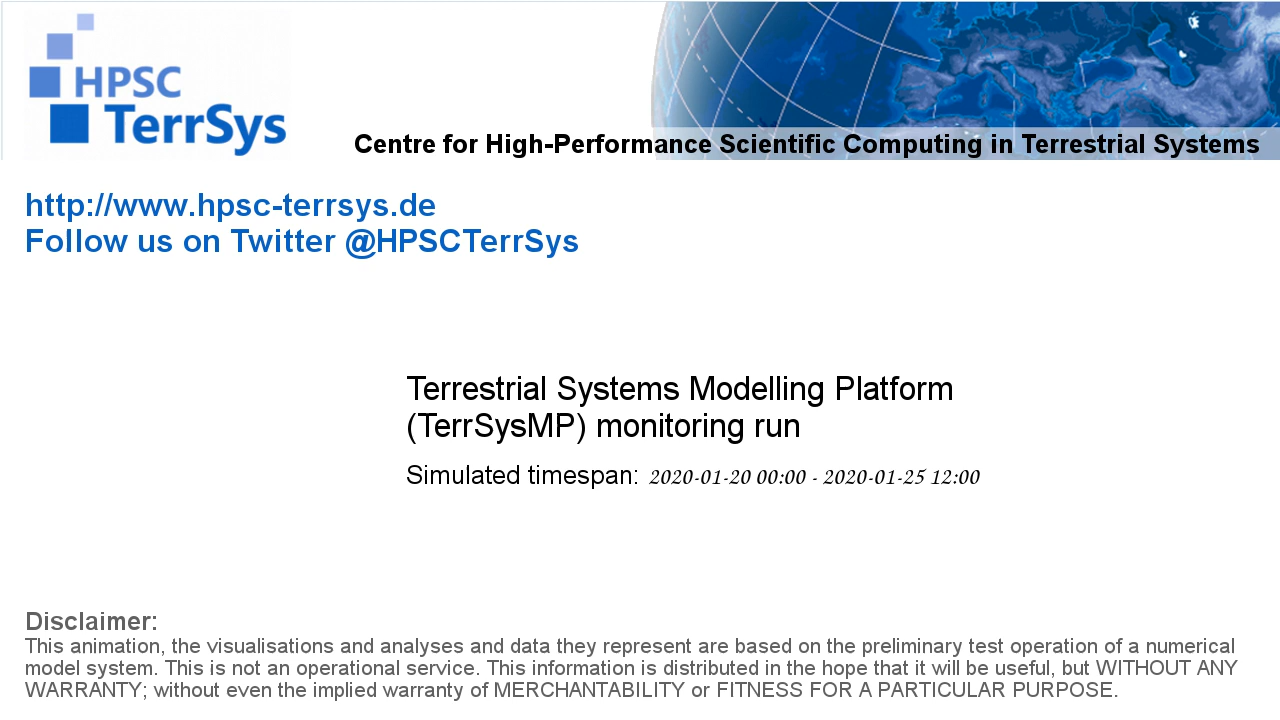 HPSC
TerrSys
Centre for High-Performance Scientific Computing in Terrestrial Systems
http://www.hpsc-terrsys.de
Follow us on Twitter @HPSCTerrSys
Terrestrial Systems Modelling Platform
(TerrSysMP) monitoring run
Simulated timespan: 2020-01-20 00:00 - 2020-01-25 12:00
Disclaimer:
This animation, the visualisations and analyses and data they represent are based on the preliminary test operation of a numerical
model system. This is not an operational service. This information is distributed in the hope that it will be useful, but WITHOUT ANY
WARRANTY; without even the implied warranty of MERCHANTABILITY or FITNESS FOR A PARTICULAR PURPOSE.